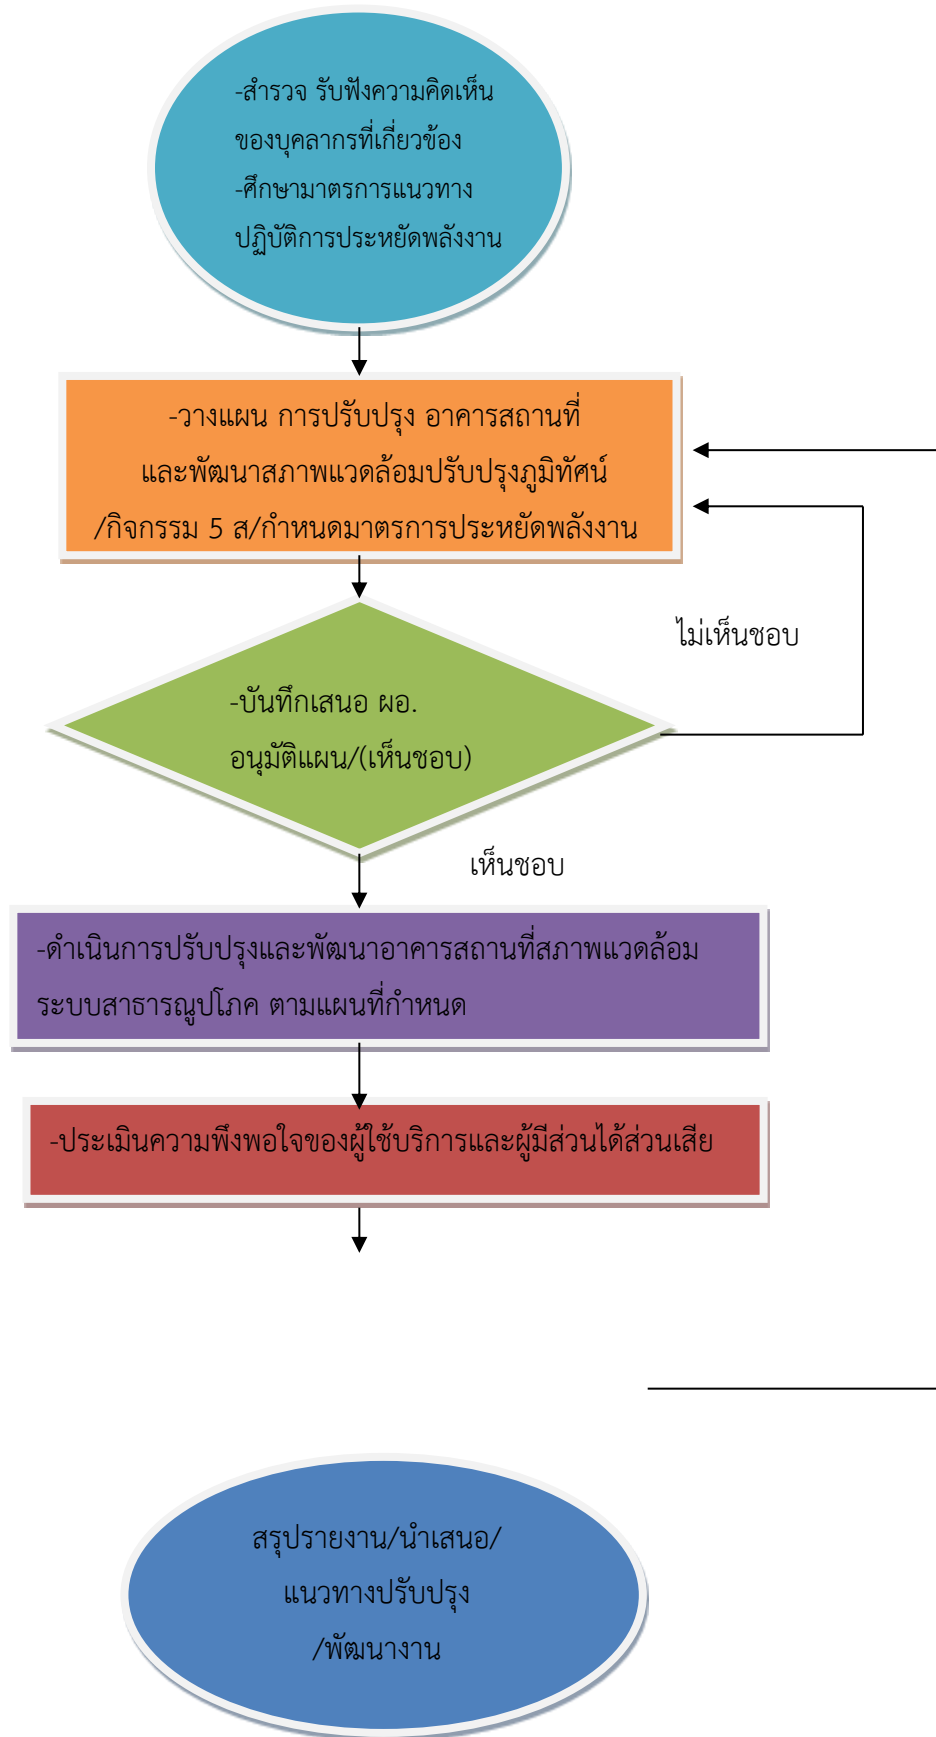 -สำรวจ รับฟังความคิดเห็น
ของบุคลากรที่เกี่ยวข้อง
-ศึกษามาตรการแนวทาง
ปฏิบัติการประหยัดพลังงาน
-วางแผน การปรับปรุง อาคารสถานที่
และพัฒนาสภาพแวดล้อมปรับปรุงภูมิทัศน์
/กิจกรรม 5 ส/กำหนดมาตรการประหยัดพลังงาน
ไม่เห็นชอบ
-บันทึกเสนอ ผอ.
อนุมัติแผน/(เห็นชอบ)
เห็นชอบ
-ดำเนินการปรับปรุงและพัฒนาอาคารสถานที่สภาพแวดล้อม
ระบบสาธารณูปโภค ตามแผนที่กำหนด
-ประเมินความพึงพอใจของผู้ใช้บริการและผู้มีส่วนได้ส่วนเสีย
สรุปรายงาน/นำเสนอ/
แนวทางปรับปรุง
/พัฒนางาน